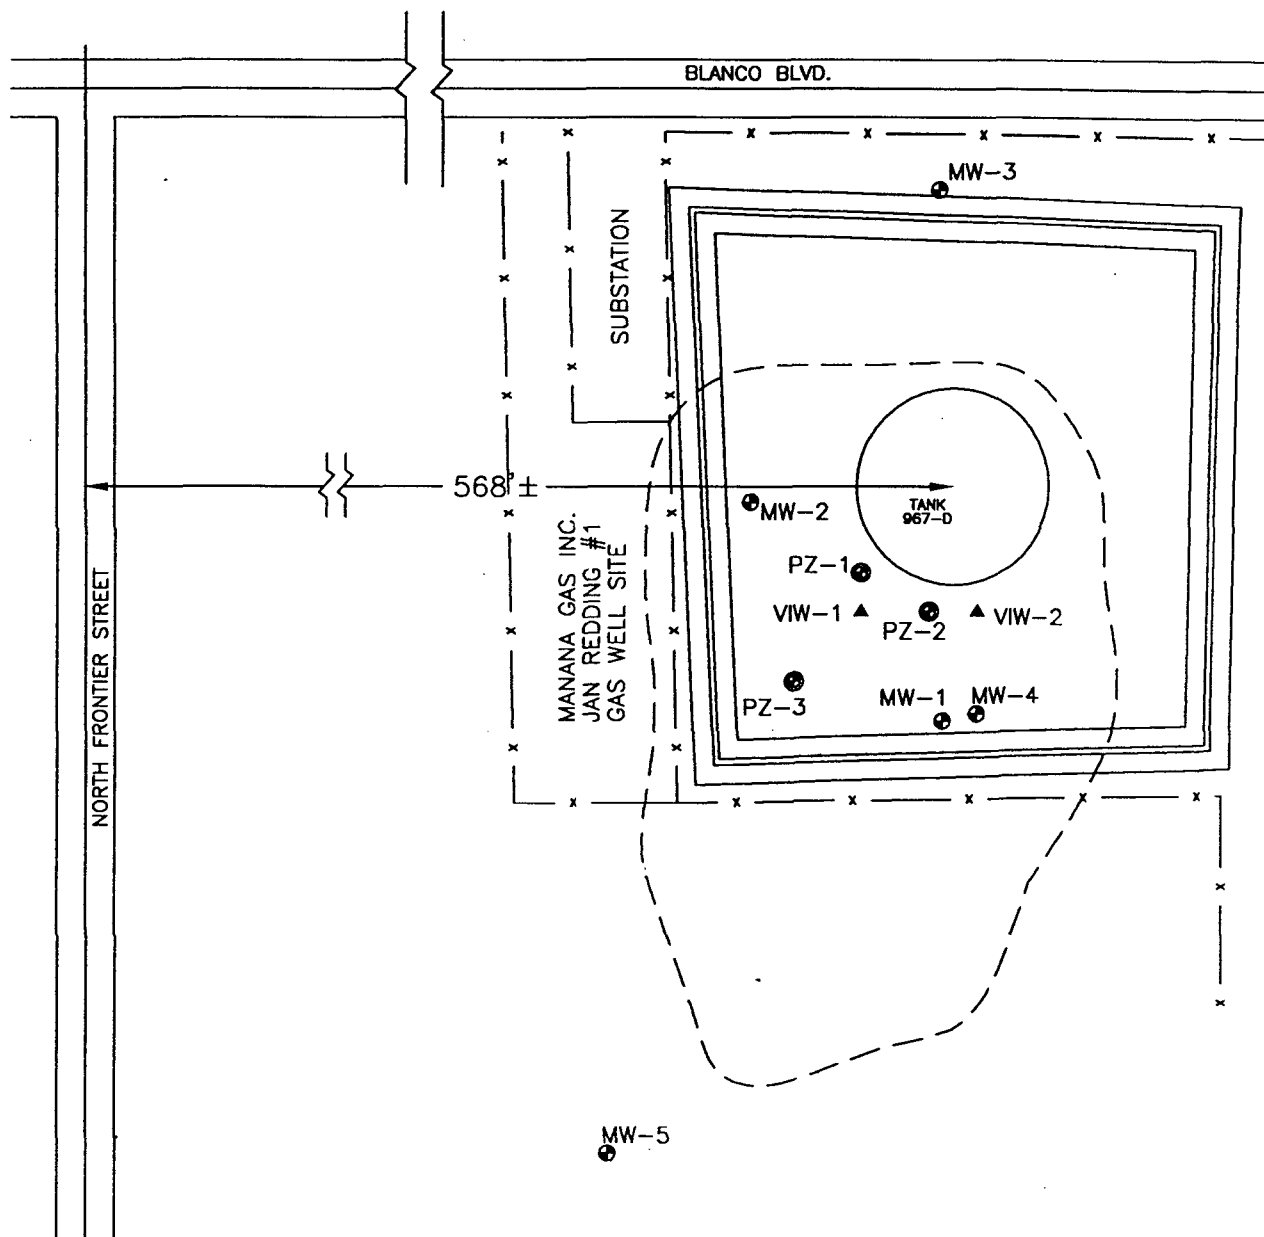 BLANCO BLVD.
MW-3
SUBSTATION
568'±
MW-2
TANK
967-D
MANANA GAS INC.
JAN REDDING #1
GAS WELL SITE
PZ-1
VIW-1
PZ-2
VIW-2
PZ-3
MW-1
MW-4
NORTH FRONTIER STREET
MW-5